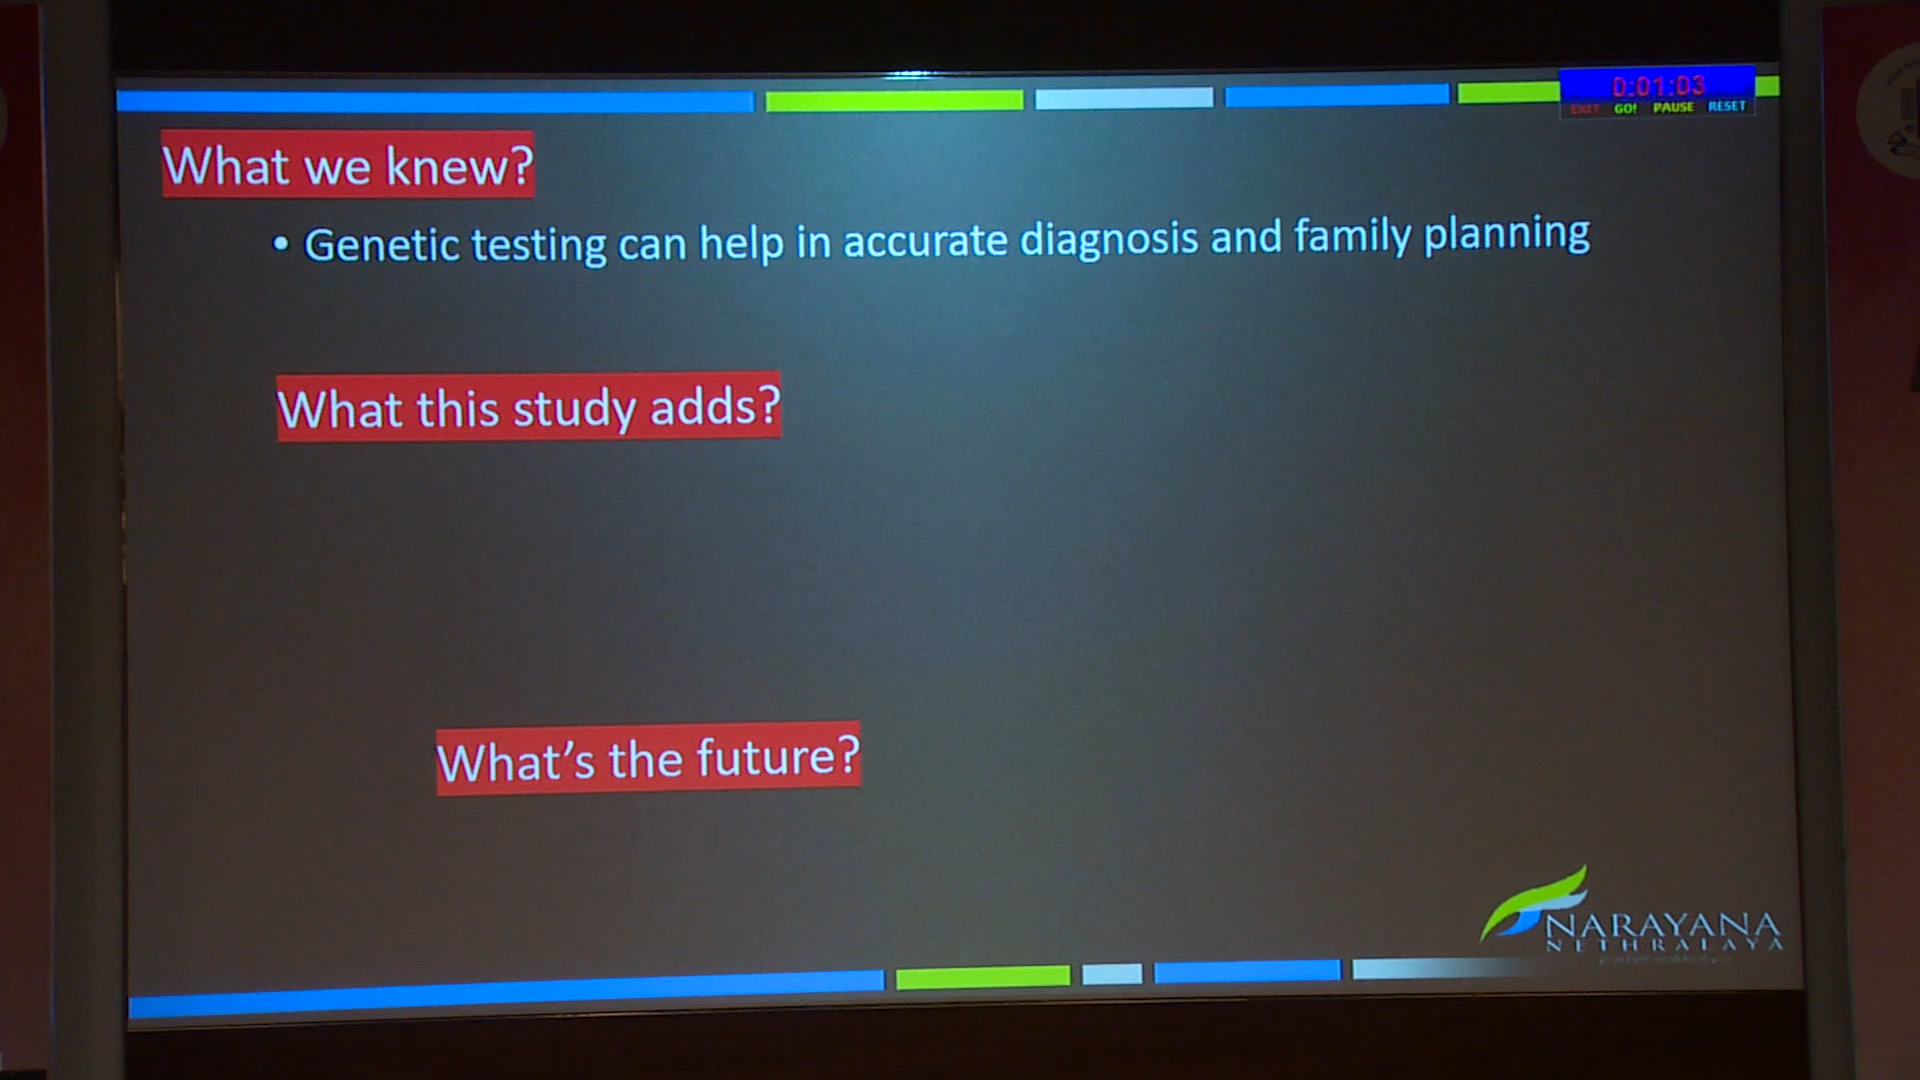 0:01:03
EXIT GO! PAUSE RESET
What we knew?
• Genetic testing can help in accurate diagnosis and family planning
What this study adds?
What's the future?
NARAYANA
NETHRALAYA